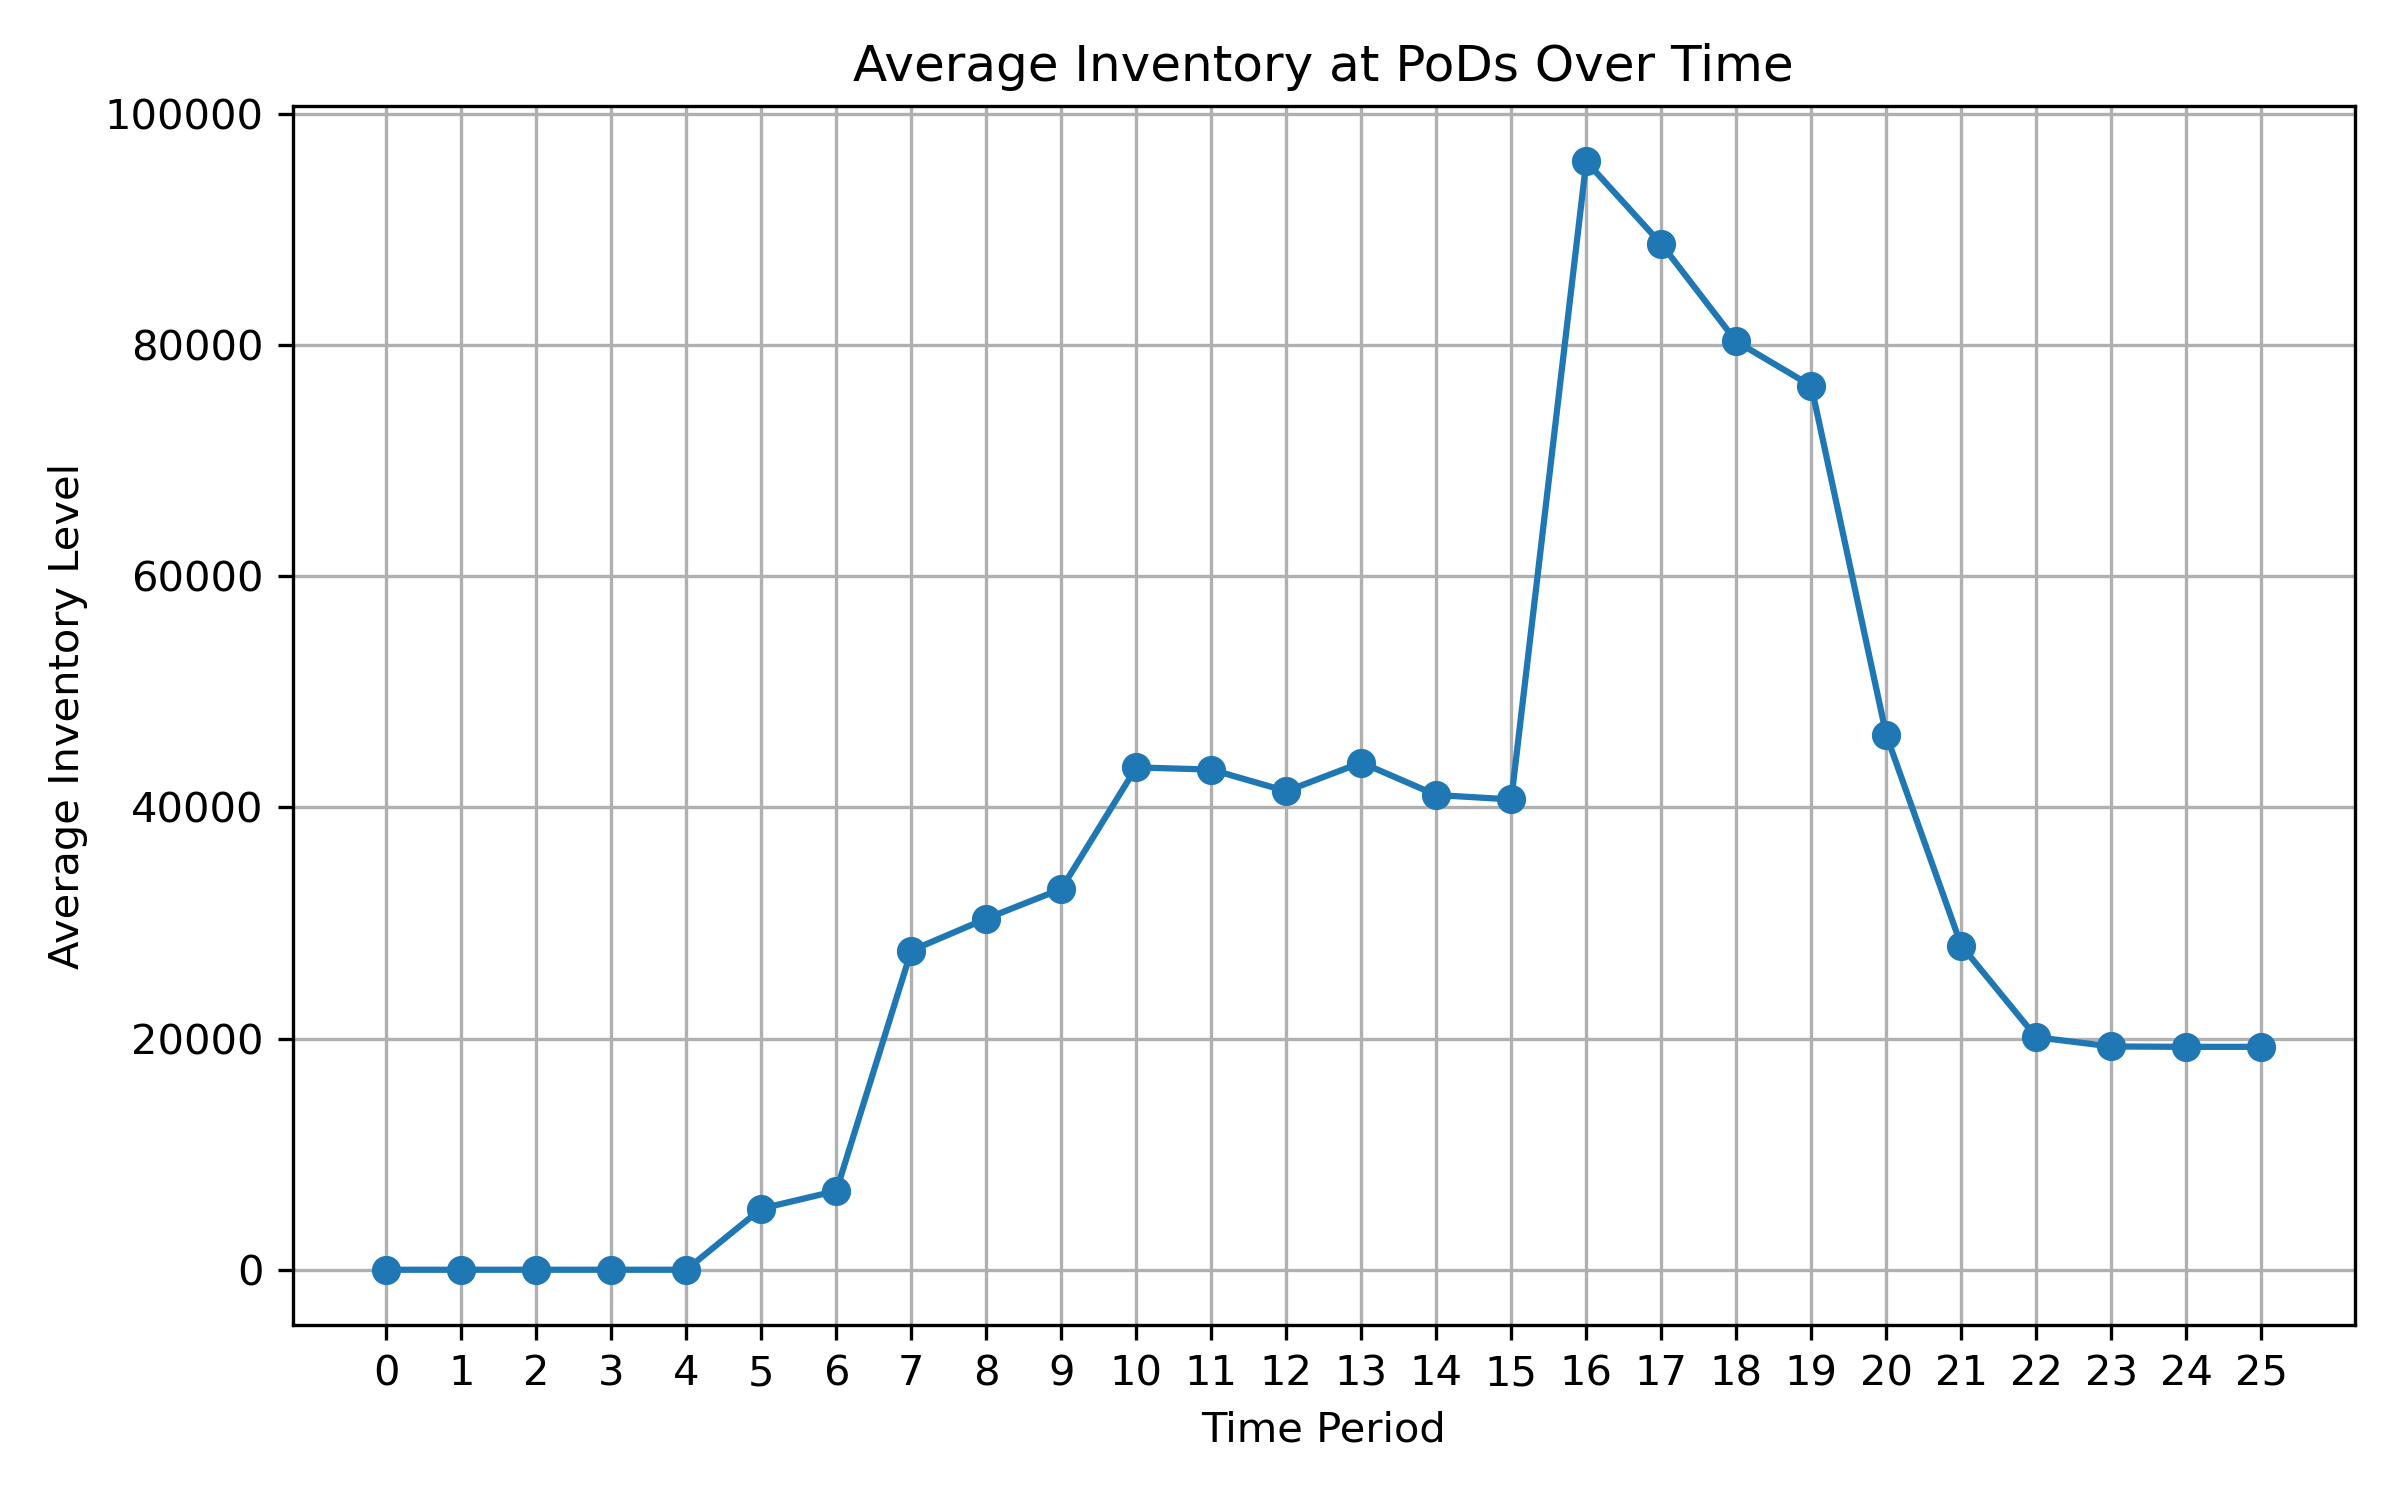 Average Inventory at PoDs Over Time
Average Inventory Level
100000
80000
60000
40000
20000
0
0 1 2 3 4 5 6 7 8 9 10 11 12 13 14 15 16 17 18 19 20 21 22 23 24 25
Time Period